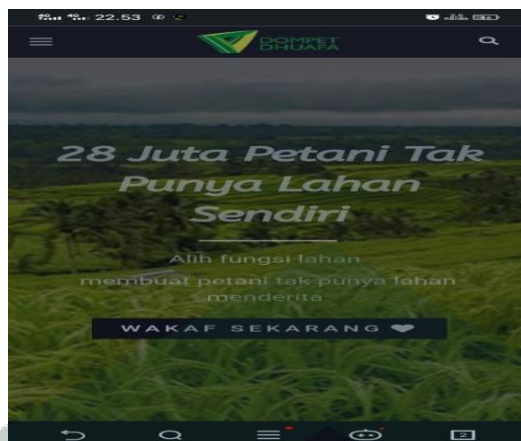 22.53
DOMPET
DHUAFA
28 Juta Petani Tak
Punya Lahan
Sendiri
Alih fungsi lahan
membuat petani tak punya lahan
menderita
WAKAF SEKARANG
2